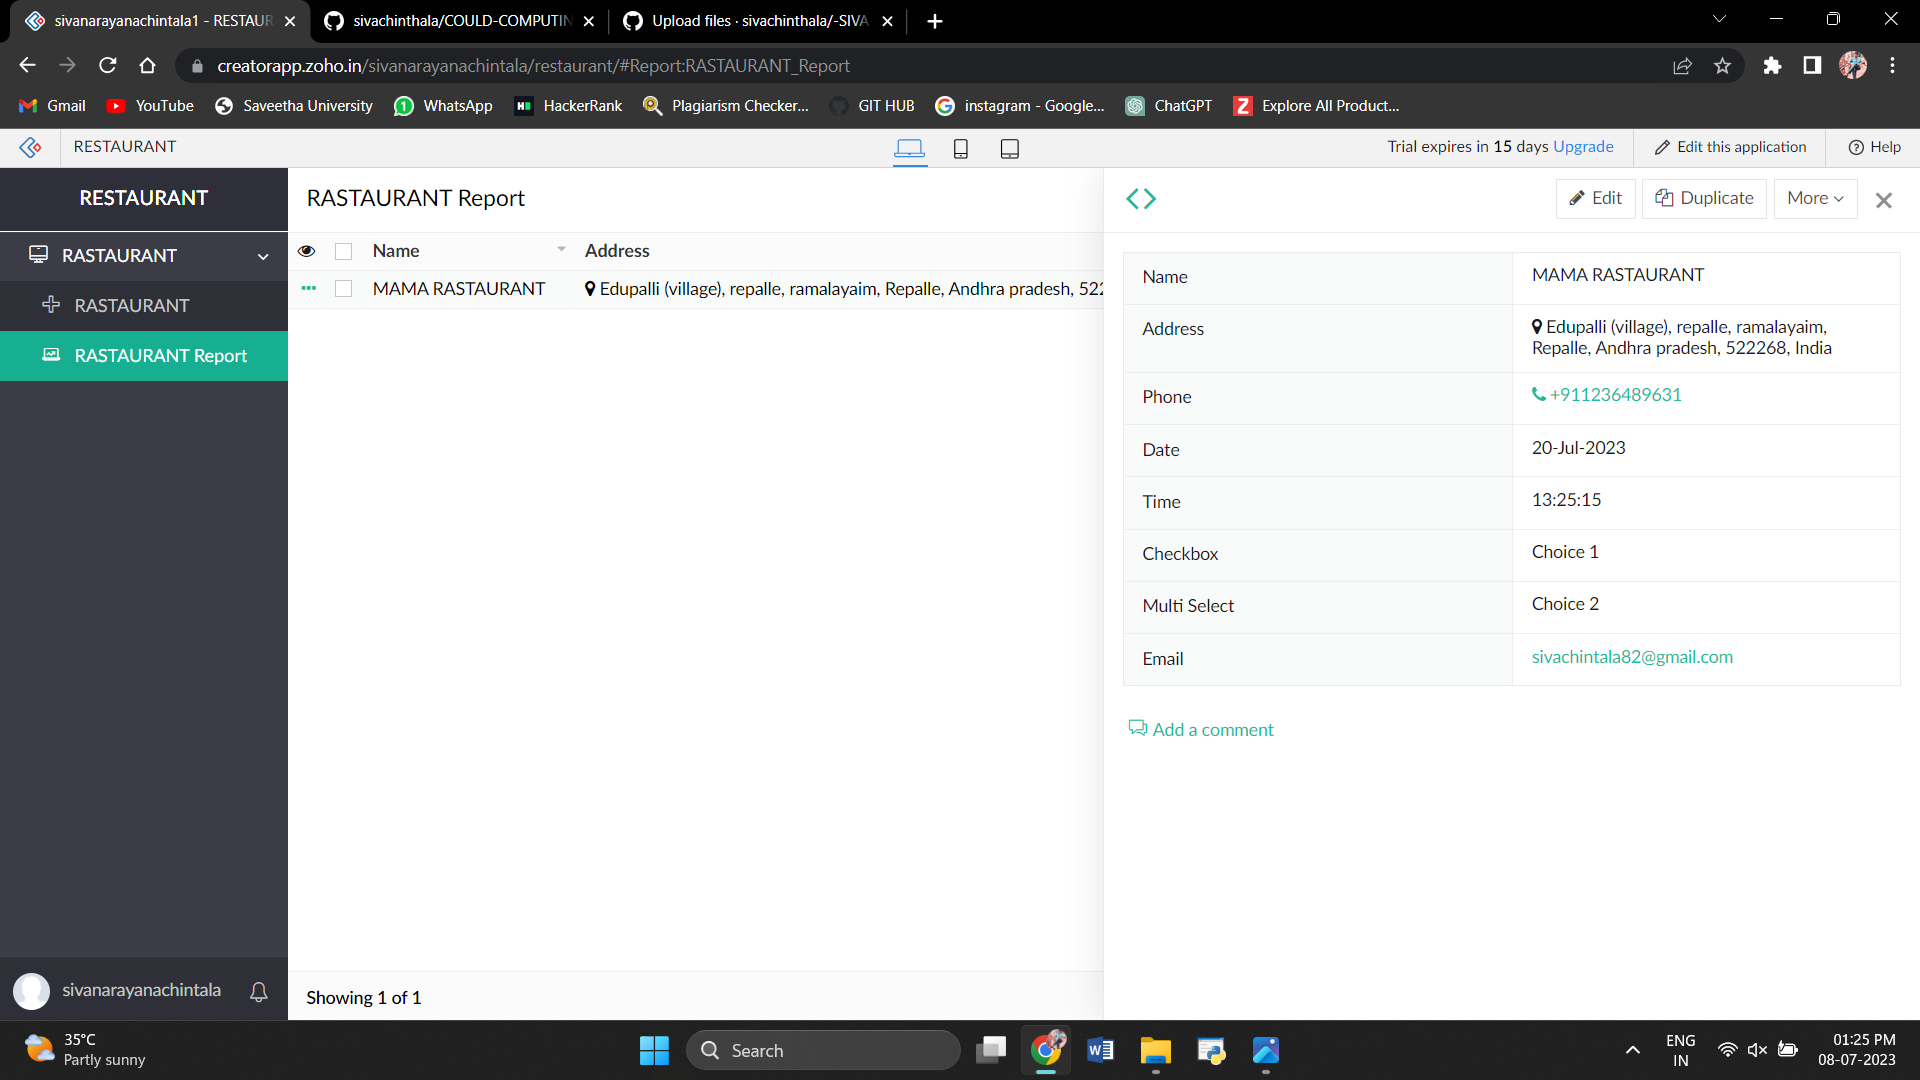 sivanarayanachintala1 - RESTAUR
sivachinthala/COULD-COMPUTIN
Upload files · sivachinthala/-SIVA
creatorapp.zoho.in/sivanarayanachintala/restaurant/#Report:RASTAURANT_Report
Gmail
YouTube
Saveetha University
WhatsApp
HackerRank
Plagiarism Checker...
GIT HUB
instagram - Google...
ChatGPT
Explore All Product...
RESTAURANT
Trial expires in 15 days Upgrade
Edit this application
Help
RESTAURANT
RASTAURANT
RASTAURANT
RASTAURANT Report
sivanarayanachintala
RASTAURANT Report
Name Address
MAMA RASTAURANT Edupalli (village), repalle, ramalayaim, Repalle, Andhra pradesh, 522
Showing 1 of 1
Edit
Duplicate
More
Name MAMA RASTAURANT
Address Edupalli (village), repalle, ramalayaim,
Repalle, Andhra pradesh, 522268, India
Phone +911236489631
Date 20-Jul-2023
Time 13:25:15
Checkbox Choice 1
Multi Select Choice 2
Email sivachintala82@gmail.com
Add a comment
35°C
Partly sunny
Search
ENG
IN
01:25 PM
08-07-2023